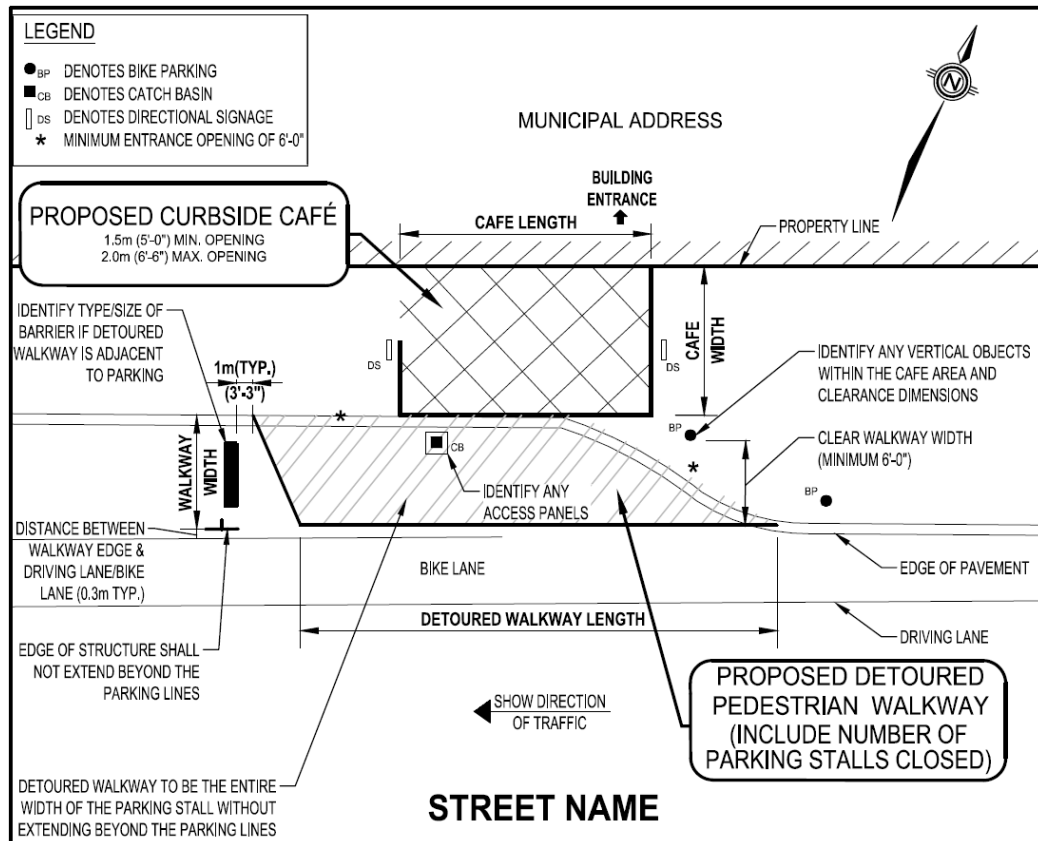 LEGEND
BP DENOTES BIKE PARKING
CB DENOTES CATCH BASIN
DS DENOTES DIRECTIONAL SIGNAGE
* MINIMUM ENTRANCE OPENING OF 6'-0"
N
MUNICIPAL ADDRESS
BUILDING
ENTRANCE
PROPOSED CURBSIDE CAFÉ
1.5m (5'-0") MIN. OPENING
2.0m (6'-6") MAX. OPENING
CAFE LENGTH
PROPERTY LINE
IDENTIFY TYPE/SIZE OF
BARRIER IF DETOURED
WALKWAY IS ADJACENT
TO PARKING
1m(TYP.)
(3'-3")
DS
DS
CAFE
WIDTH
IDENTIFY ANY VERTICAL OBJECTS
WITHIN THE CAFE AREA AND
CLEARANCE DIMENSIONS
*
BP
CLEAR WALKWAY WIDTH
(MINIMUM 6'-0")
WALKWAY
WIDTH
CB
*
IDENTIFY ANY
ACCESS PANELS
BP
DISTANCE BETWEEN
WALKWAY EDGE &
DRIVING LANE/BIKE
LANE (0.3m TYP.)
BIKE LANE
EDGE OF PAVEMENT
DETOURED WALKWAY LENGTH
DRIVING LANE
EDGE OF STRUCTURE SHALL
NOT EXTEND BEYOND THE
PARKING LINES
SHOW DIRECTION
OF TRAFFIC
PROPOSED DETOURED
PEDESTRIAN WALKWAY
(INCLUDE NUMBER OF
PARKING STALLS CLOSED)
DETOURED WALKWAY TO BE THE ENTIRE
WIDTH OF THE PARKING STALL WITHOUT
EXTENDING BEYOND THE PARKING LINES
STREET NAME